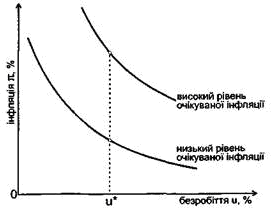 інфляція π, %
високий рівень
очікуваної інфляції
низький рівень
очікуваної інфляції
0
u*
безробіття u, %